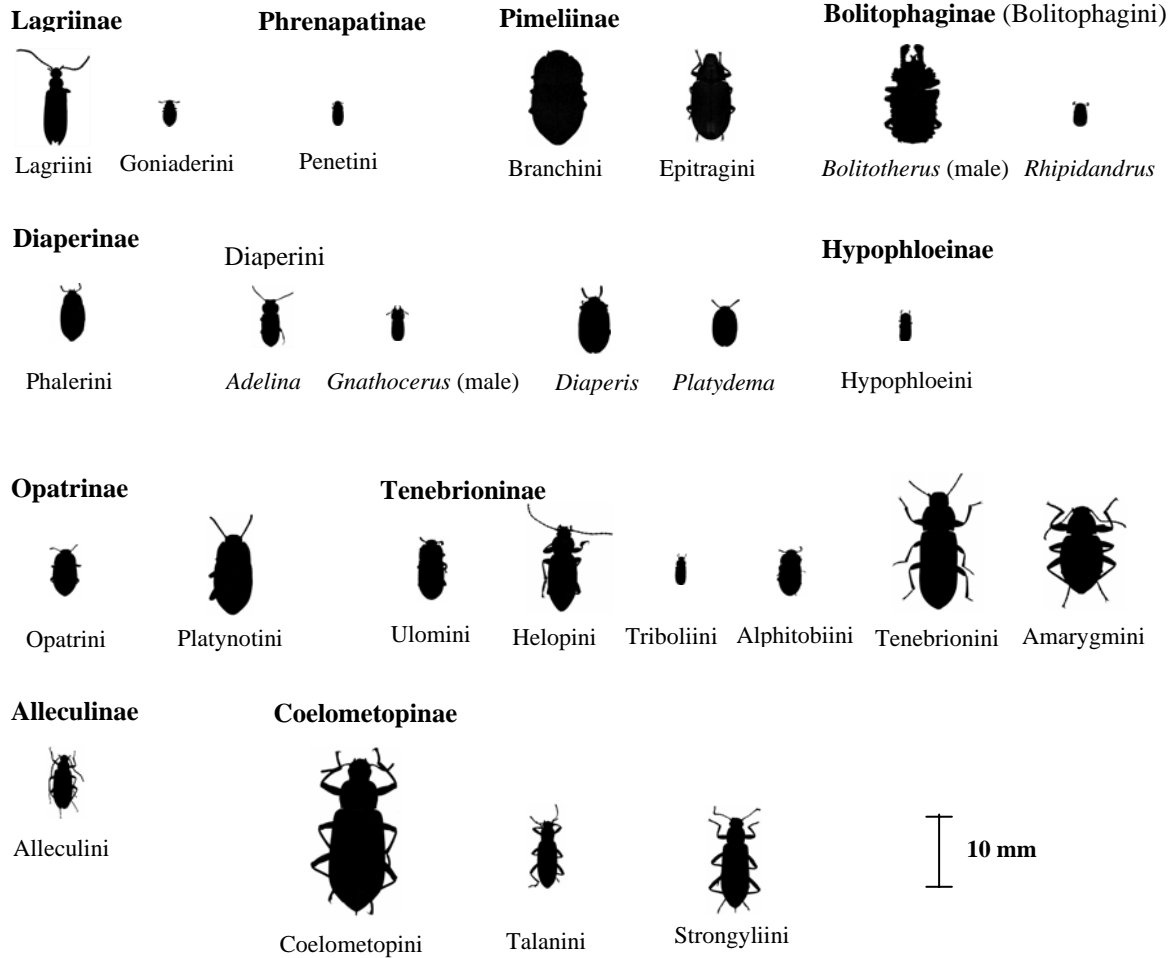 Lagriinae Phrenapatinae Pimeliinae Bolitophaginae (Bolitophagini)
Lagriini Goniaderini Penetini Branchini Epitragini Bolitotherus (male) Rhipidandrus
Diaperinae Diaperini Hypophloeinae
Phalerini Adelina Gnathocerus (male) Diaperis Platydema Hypophloeini
Opatrinae Tenebrioninae
Opatrini Platynotini Ulomini Helopini Triboliini Alphitobiini Tenebrionini Amarygmini
Alleculinae Coelometopinae
10 mm
Alleculini
Coelometopini Talanini Strongyliini